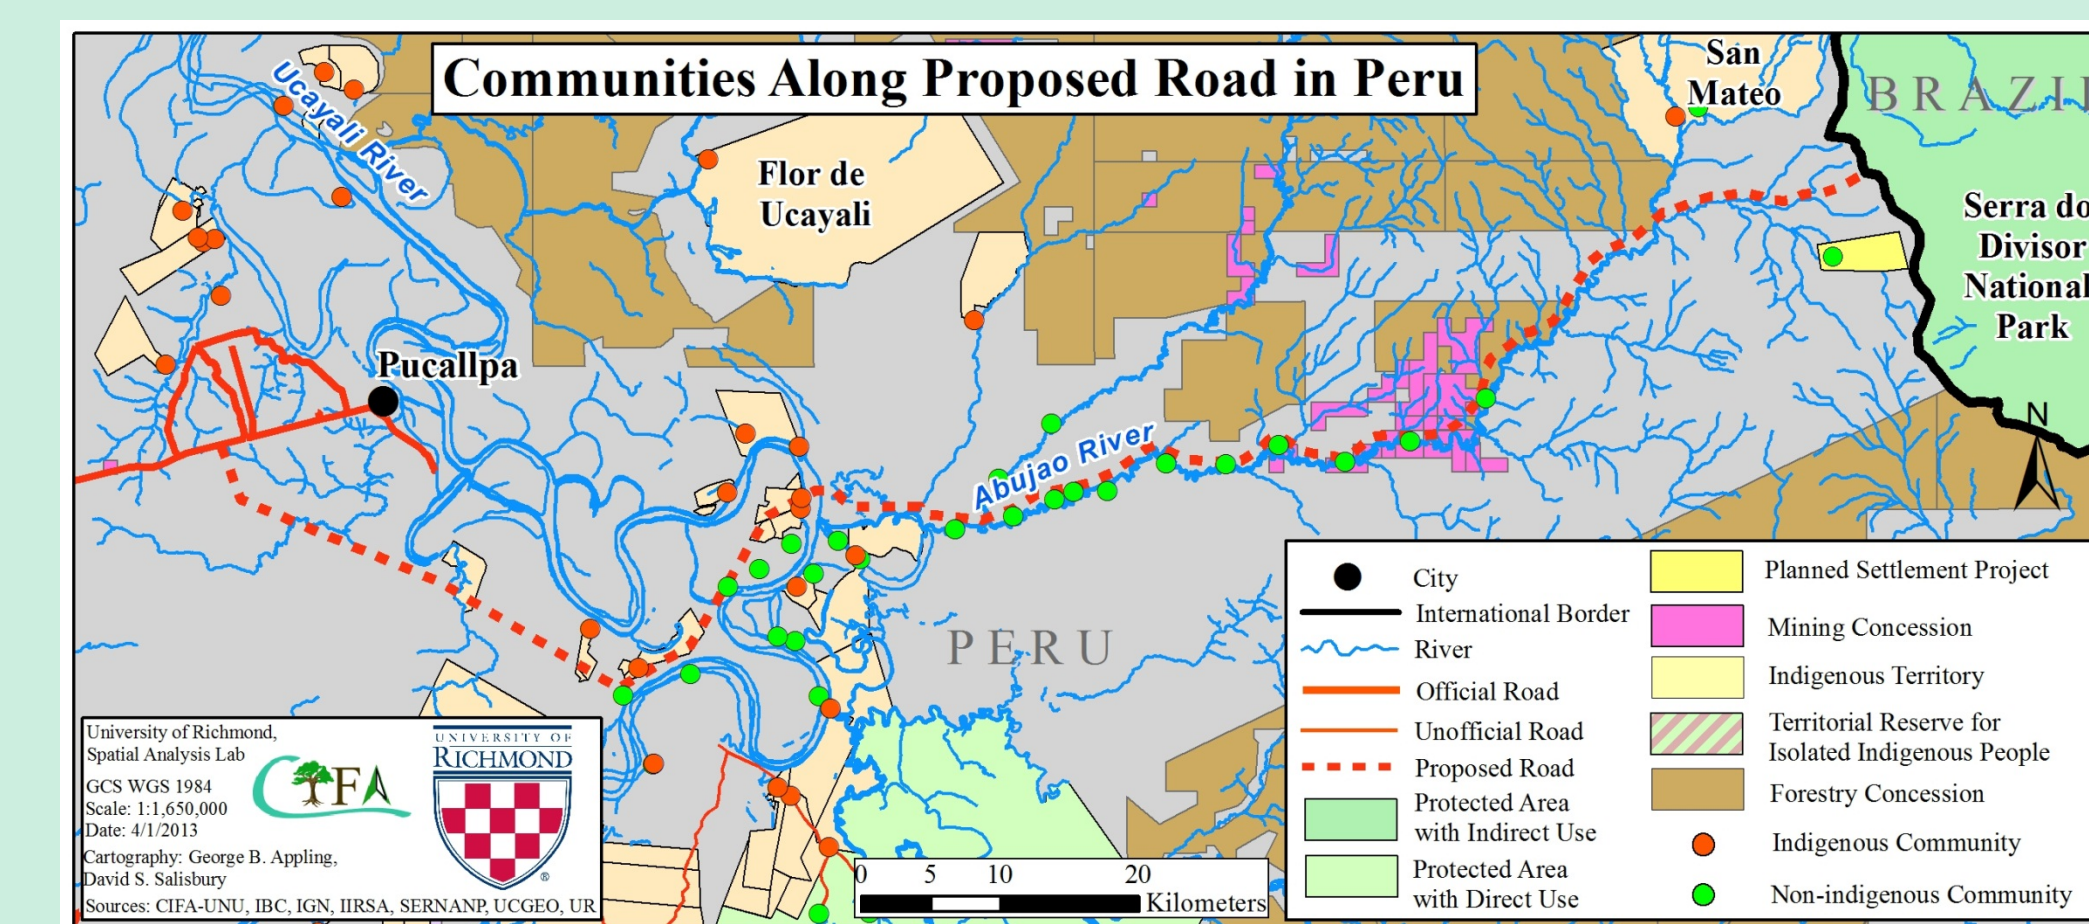 Communities Along Proposed Road in Peru
Ucayali River
San
Mateo
Flor de
Ucayali
Serra do
Divisor
National
Park
Pucallpa
Abujao River
N
PERU
City
International Border
River
Official Road
Unofficial Road
Proposed Road
Protected Area
with Indirect Use
Protected Area
with Direct Use
Planned Settlement Project
Mining Concession
Indigenous Territory
Territorial Reserve for
Isolated Indigenous People
Forestry Concession
Indigenous Community
Non-indigenous Community
University of Richmond,
Spatial Analysis Lab
GCS WGS 1984
Scale: 1:1,650,000
Date: 4/1/2013
Cartography: George B. Appling,
David S. Salisbury
Sources: CIFA-UNU, IBC, IGN, IIRSA, SERNANP, UCGEO, UR
CIFA
UNIVERSITY OF
RICHMOND
®
0 5 10 20
Kilometers